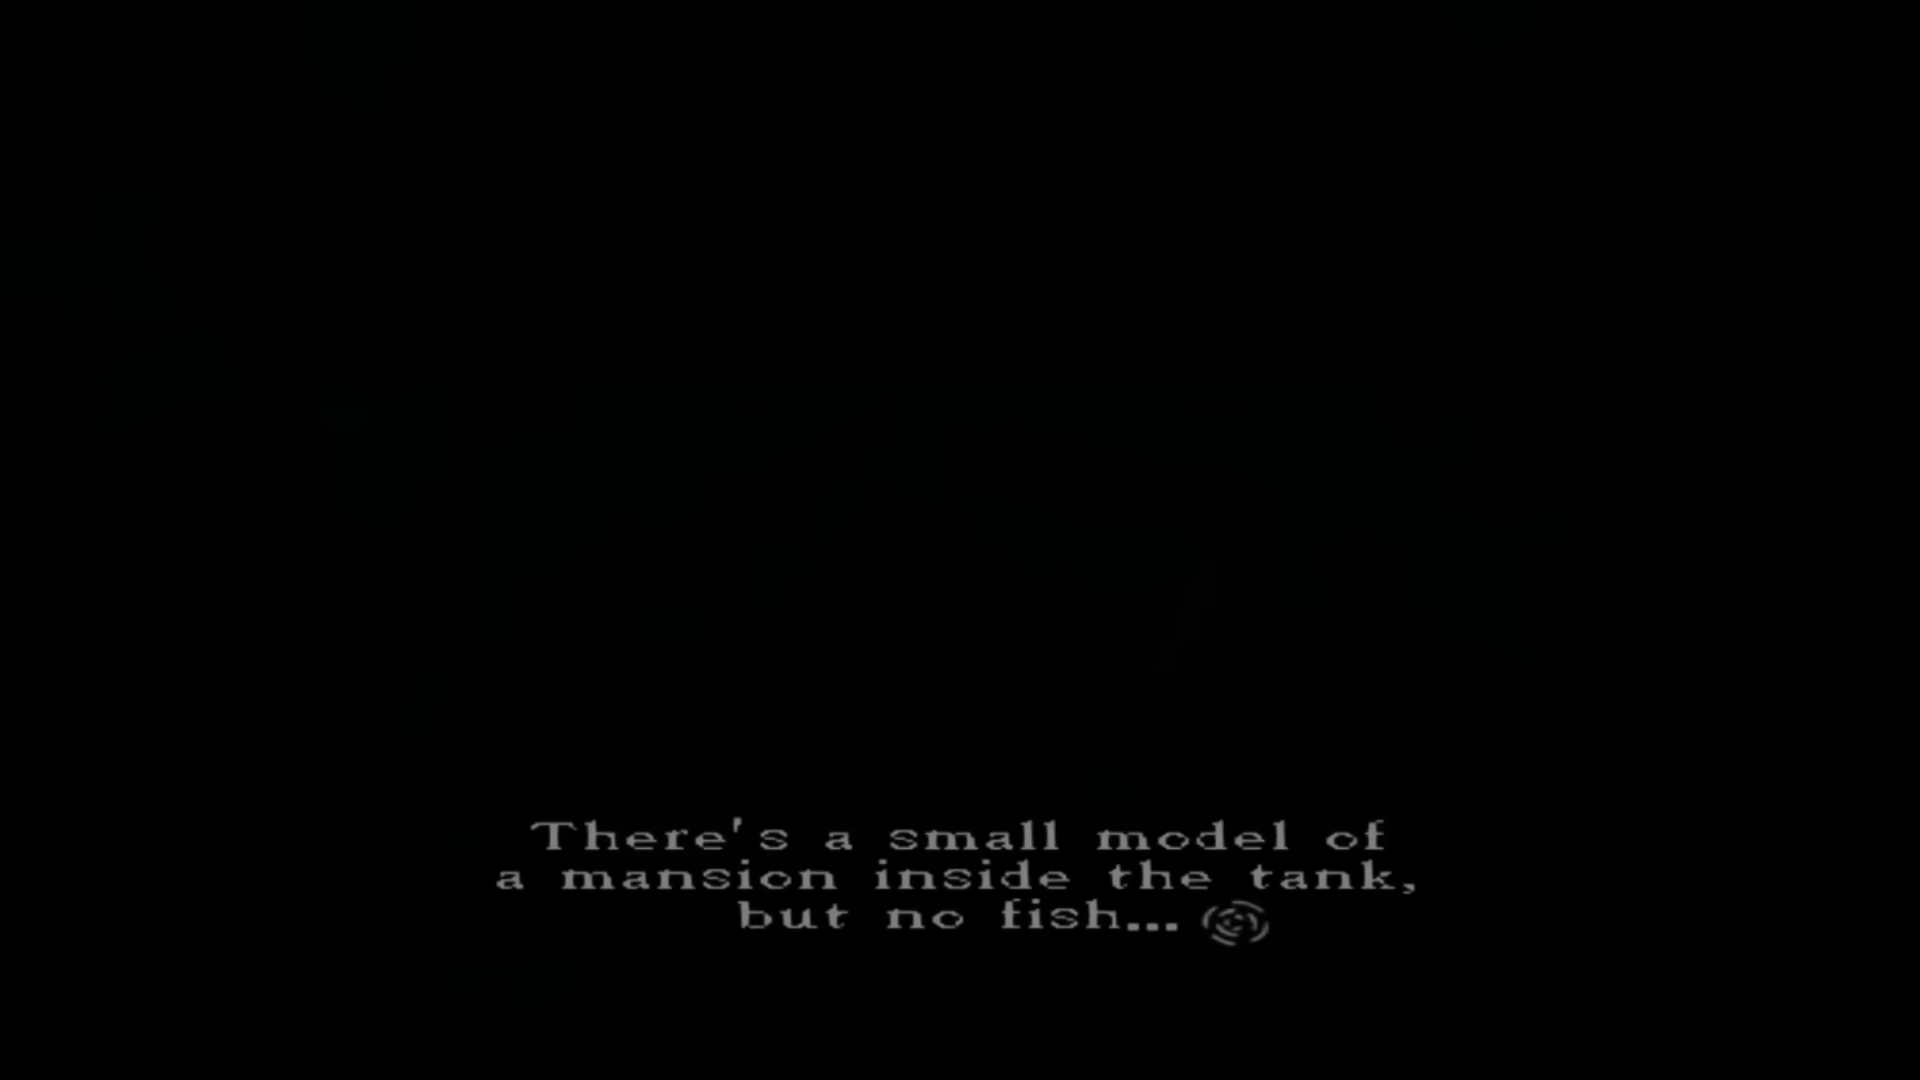 There's a small model of
a mansion inside the tank,
but no fish...